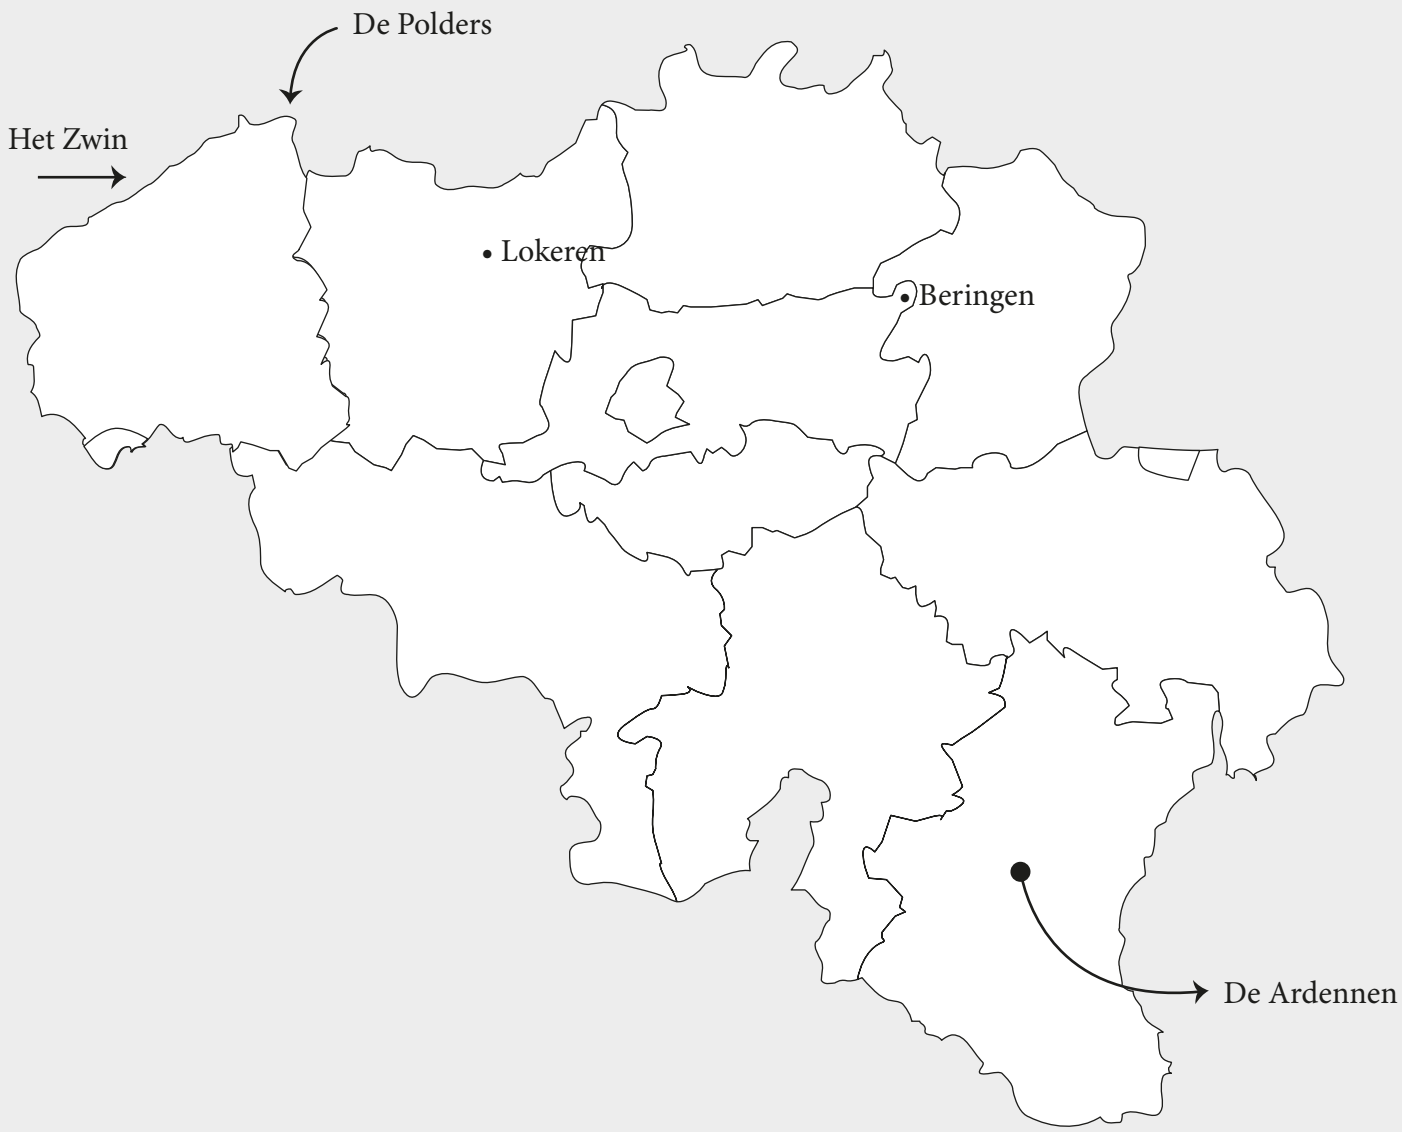 De Polders
Het Zwin
Lokeren
Beringen
De Ardennen